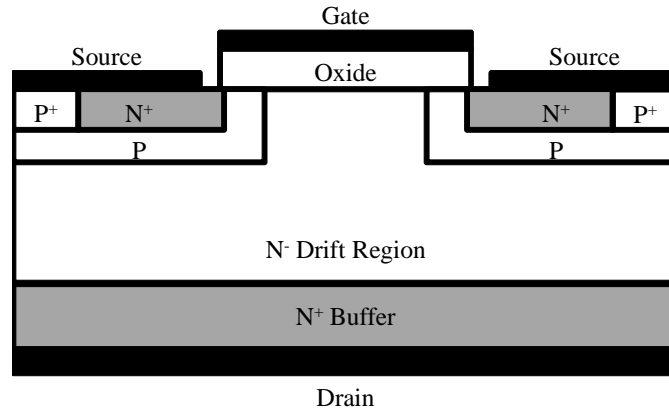 Gate
Source Source
Oxide
P⁺ N⁺ N⁺ P⁺
P P
N⁻ Drift Region
N⁺ Buffer
Drain